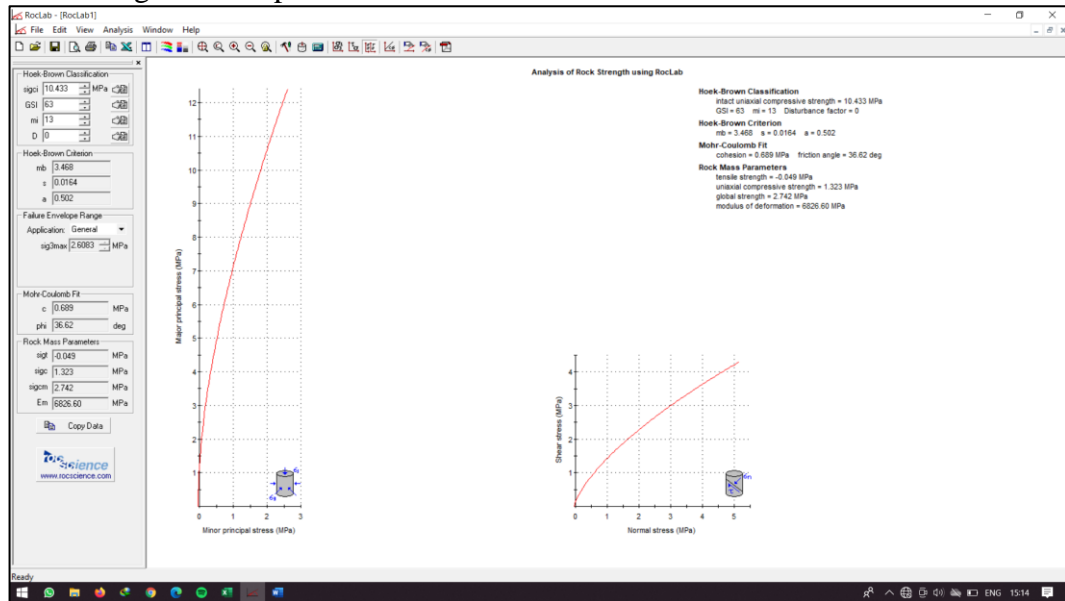 RocLab - [RocLab1]
File Edit View Analysis Window Help
Hoek-Brown Classification
sigci 10.433 MPa
GSI 63
mi 13
D 0
Hoek-Brown Criterion
mb 3.468
s 0.0164
a 0.502
Failure Envelope Range
Application: General
sig3max 2.6083 MPa
Mohr-Coulomb Fit
c 0.689 MPa
phi 36.62 deg
Rock Mass Parameters
sigt -0.049 MPa
sigc 1.323 MPa
sigcm 2.742 MPa
Em 6826.60 MPa
Copy Data
rocscience
www.rocscience.com
Analysis of Rock Strength using RocLab
Hoek-Brown Classification
intact uniaxial compressive strength = 10.433 MPa
GSI = 63 mi = 13 Disturbance factor = 0
Hoek-Brown Criterion
mb = 3.468 s = 0.0164 a = 0.502
Mohr-Coulomb Fit
cohesion = 0.689 MPa friction angle = 36.62 deg
Rock Mass Parameters
tensile strength = -0.049 MPa
uniaxial compressive strength = 1.323 MPa
global strength = 2.742 MPa
modulus of deformation = 6826.60 MPa
Major principal stress (MPa)
12
11
10
9
8
7
6
5
4
3
2
1
0 1 2 3
Minor principal stress (MPa)
Shear stress (MPa)
4
3
2
1
0 1 2 3 4 5
Normal stress (MPa)
Ready
ENG 15:14